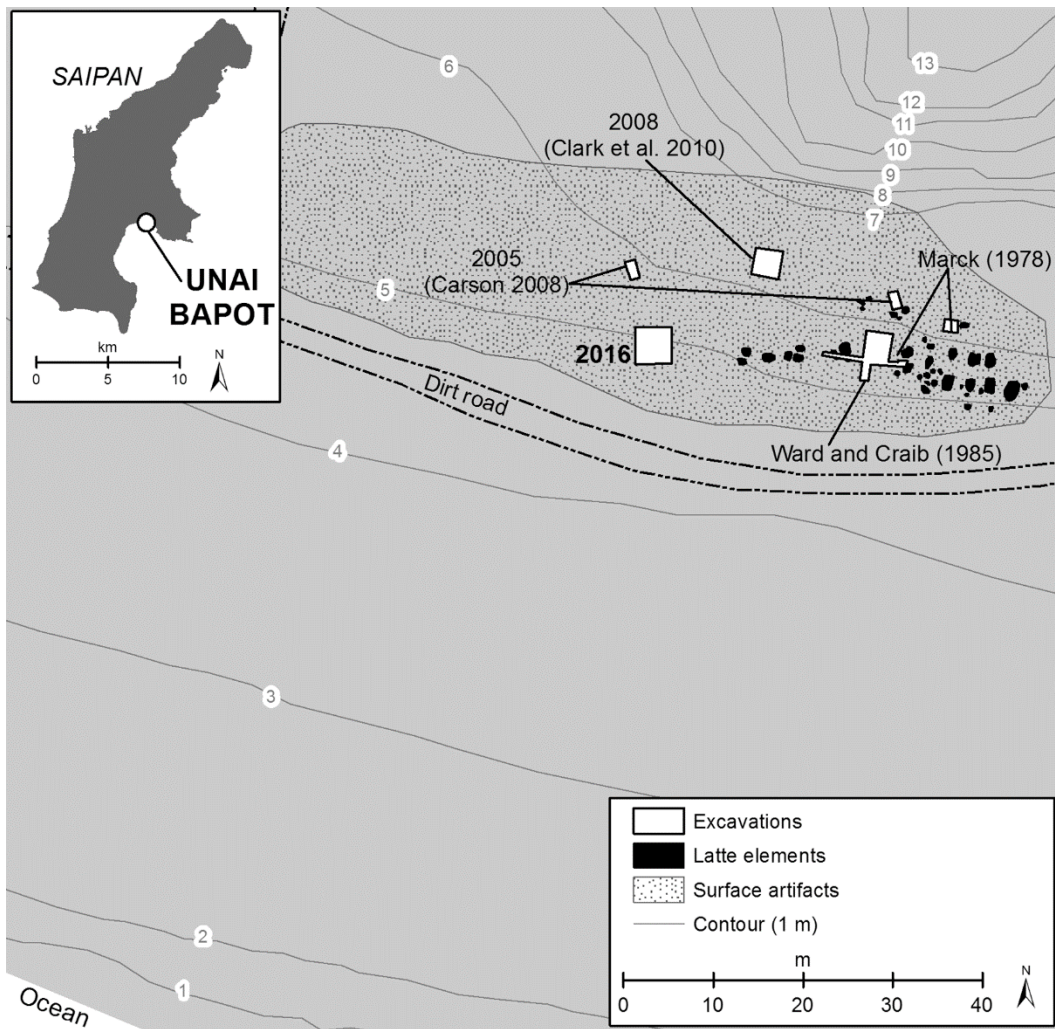 SAIPAN
UNAI
BAPOT
km
0 5 10
N
6
13
12
11
10
9
8
7
2008
(Clark et al. 2010)
2005
(Carson 2008)
Marck (1978)
5
2016
Dirt road
Ward and Craib (1985)
4
3
2
1
Ocean
Excavations
Latte elements
Surface artifacts
Contour (1 m)
m
N
0 10 20 30 40